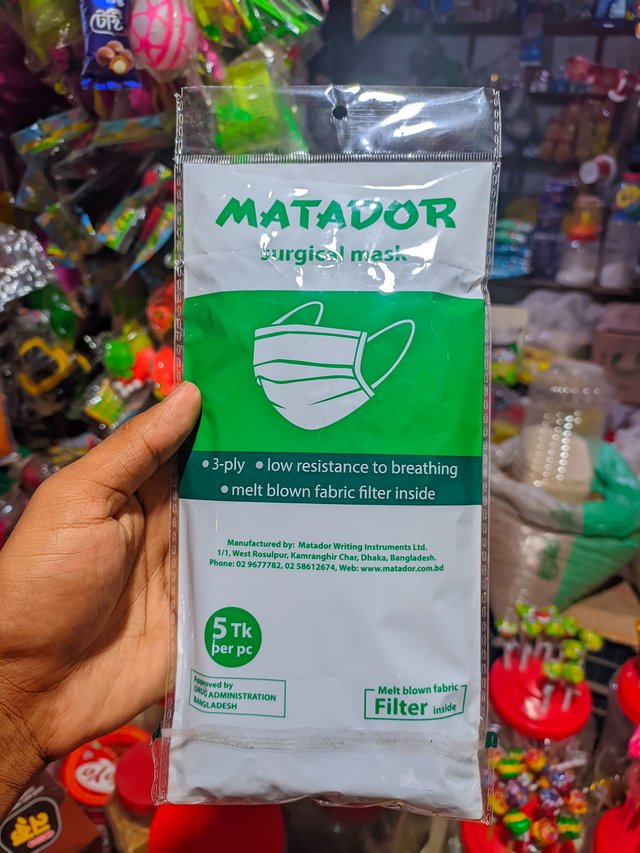 MATADOR
surgical mask
• 3-ply • low resistance to breathing
• melt blown fabric filter inside
Manufactured by: Matador Writing Instruments Ltd.
1/1, West Rosulpur, Kamranghir Char, Dhaka, Bangladesh.
Phone: 02 9677782, 02 58612674, Web: www.matador.com.bd
5 Tk
per pc
Approved by
DRUG ADMINISTRATION
BANGLADESH
Melt blown fabric
Filter inside